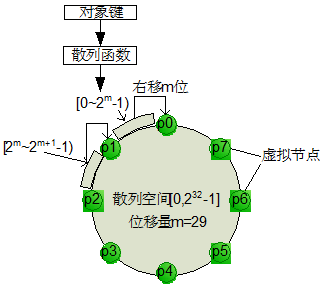 对象键
散列函数
右移m位
[0~2^m-1)
p0
[2^m~2^{m+1}-1)
p1
p7
虚拟节点
p2
散列空间[0,2^{32}-1]
p6
位移量m=29
p3
p5
p4